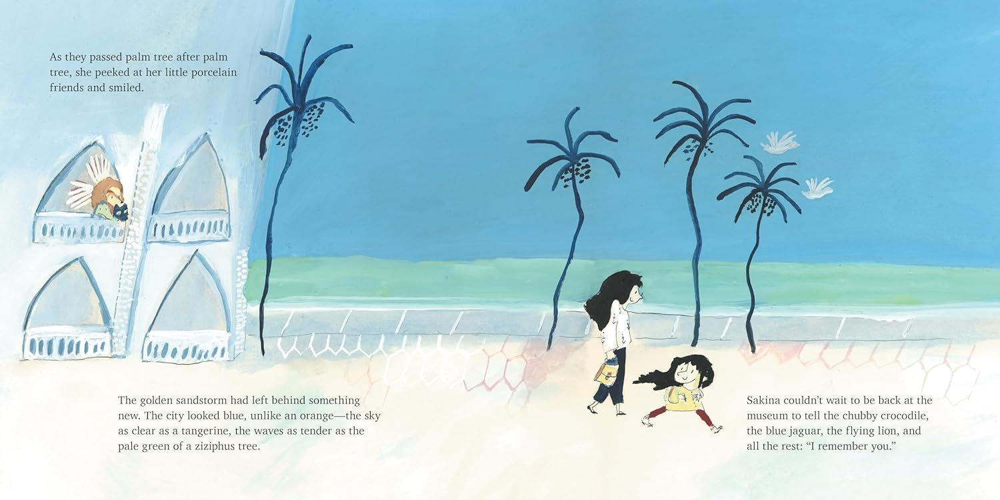 As they passed palm tree after palm
tree, she peeked at her little porcelain
friends and smiled.
The golden sandstorm had left behind something
new. The city looked blue, unlike an orange—the sky
as clear as a tangerine, the waves as tender as the
pale green of a ziziphus tree.
Sakina couldn’t wait to be back at the
museum to tell the chubby crocodile,
the blue jaguar, the flying lion, and
all the rest: “I remember you.”